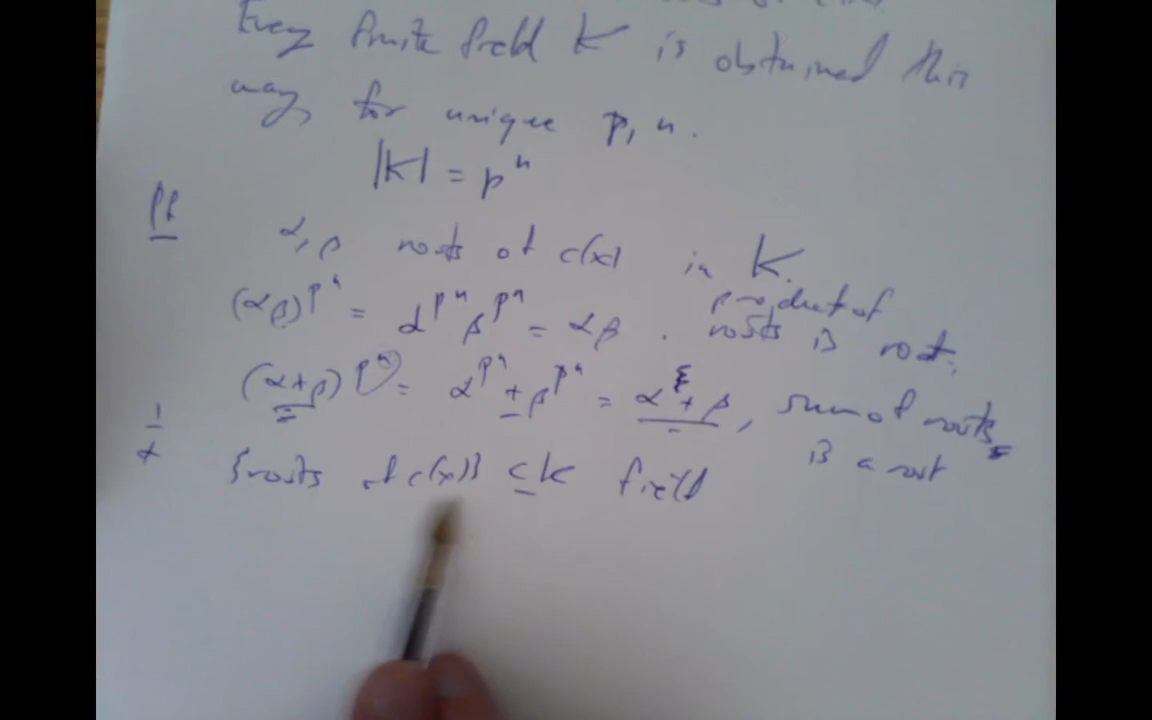 Every finite field K is obtained this
way for unique p, n.
|K| = p^n
Pf
α, β roots of c(x) in K.
(αβ)^{p^n} = α^{p^n} β^{p^n} = αβ . product of
roots is root.
(α+β)^{p^n} = α^{p^n} + β^{p^n} = α + β, sum of roots
is a root
1/α
{roots of c(x)} ⊆ K field